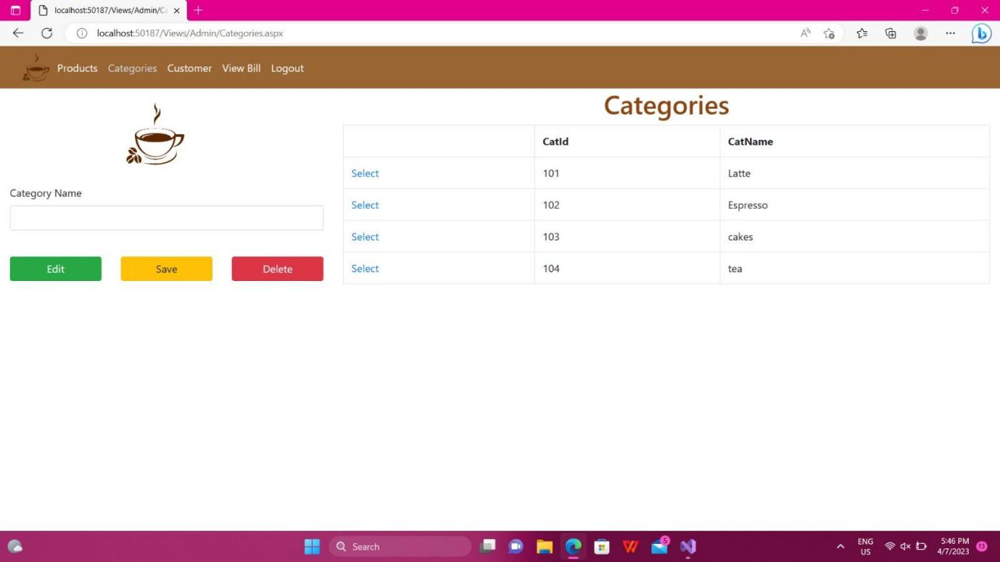 localhost:50187/Views/Admin/Ca
localhost:50187/Views/Admin/Categories.aspx
Products Categories Customer View Bill Logout
Categories
CatId CatName
Select 101 Latte
Select 102 Espresso
Select 103 cakes
Select 104 tea
Category Name
Edit Save Delete
Search
5
ENG
US
5:46 PM
4/7/2023
13